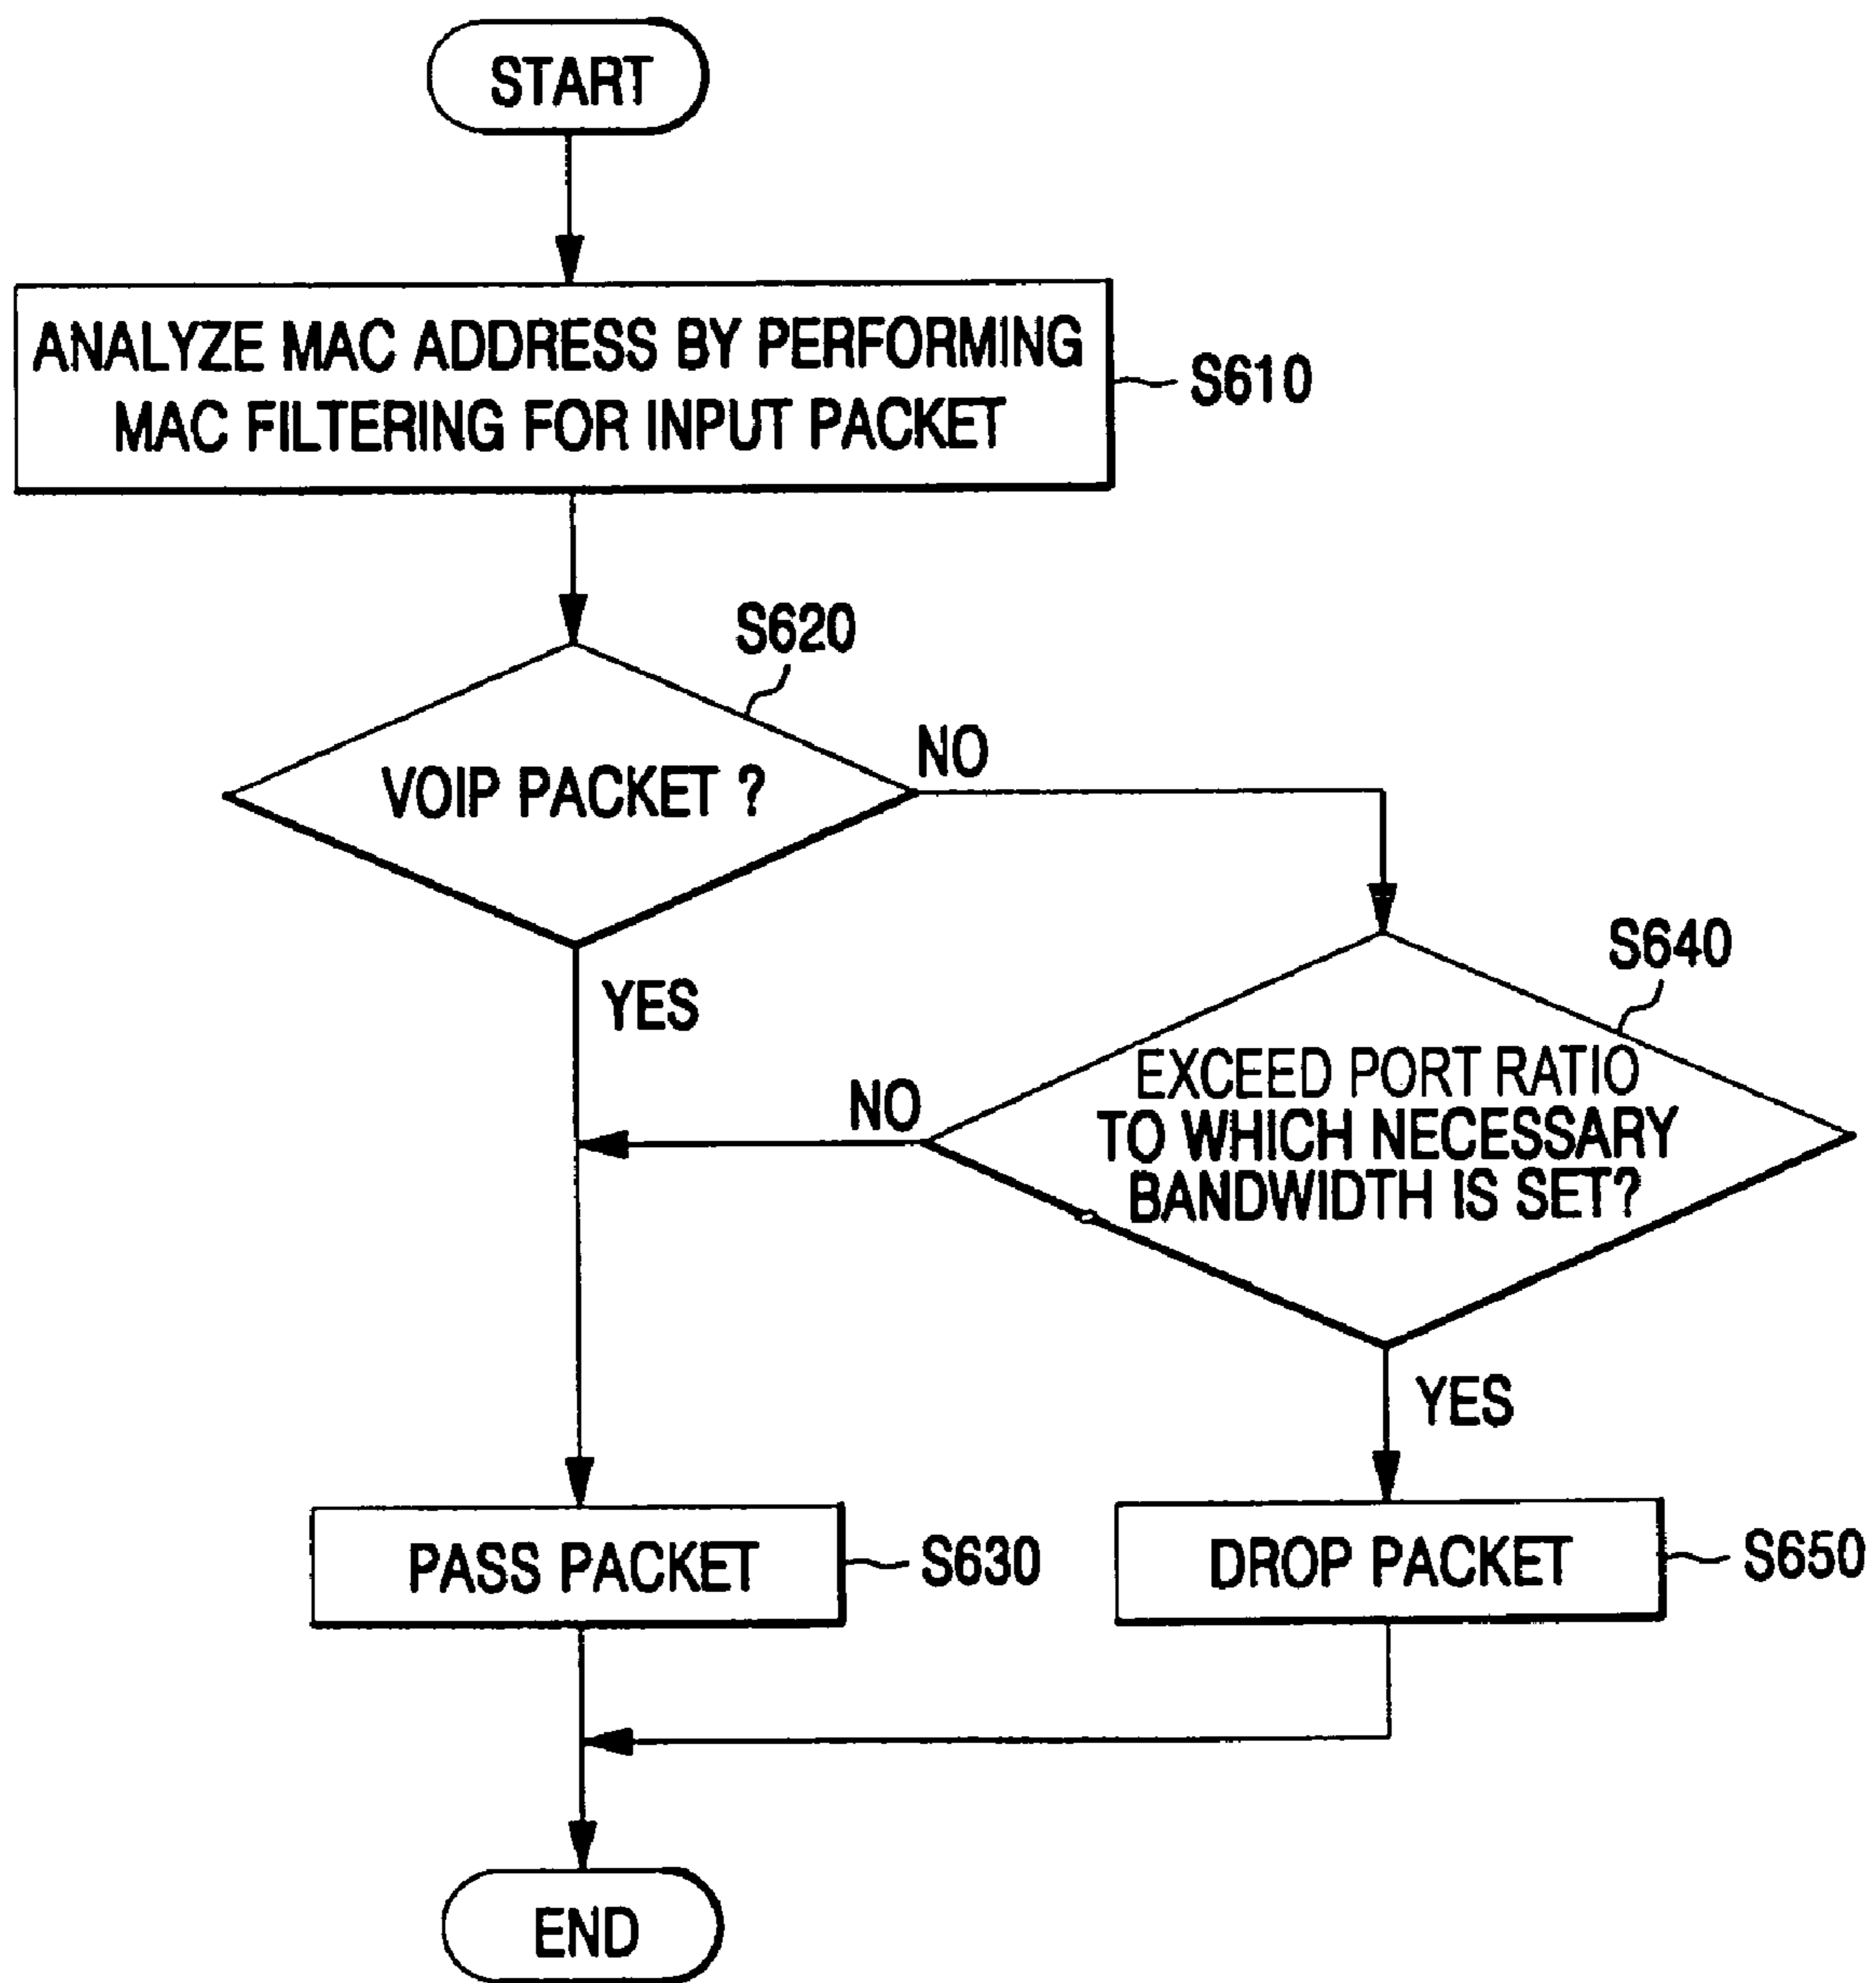 START
ANALYZE MAC ADDRESS BY PERFORMING
MAC FILTERING FOR INPUT PACKET
S610
S620
VOIP PACKET ?
NO
YES
S640
EXCEED PORT RATIO
TO WHICH NECESSARY
BANDWIDTH IS SET?
NO
YES
PASS PACKET
S630
DROP PACKET
S650
END